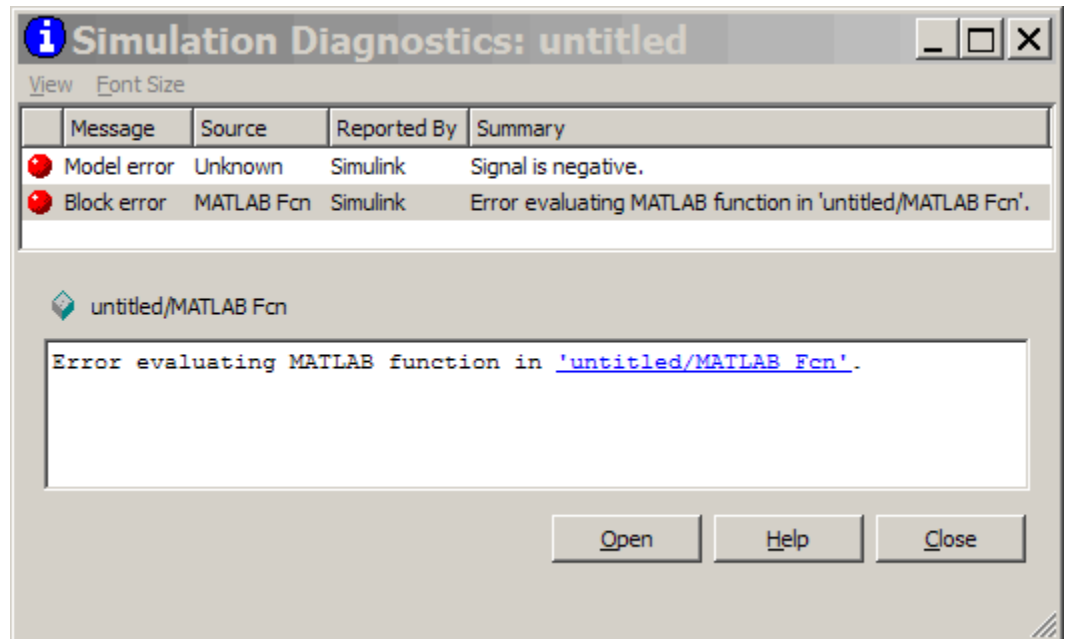 Simulation Diagnostics: untitled
View Font Size
Message Source Reported By Summary
Model error Unknown Simulink Signal is negative.
Block error MATLAB Fcn Simulink Error evaluating MATLAB function in 'untitled/MATLAB Fcn'.
untitled/MATLAB Fcn
Error evaluating MATLAB function in 'untitled/MATLAB Fcn'.
Open Help Close